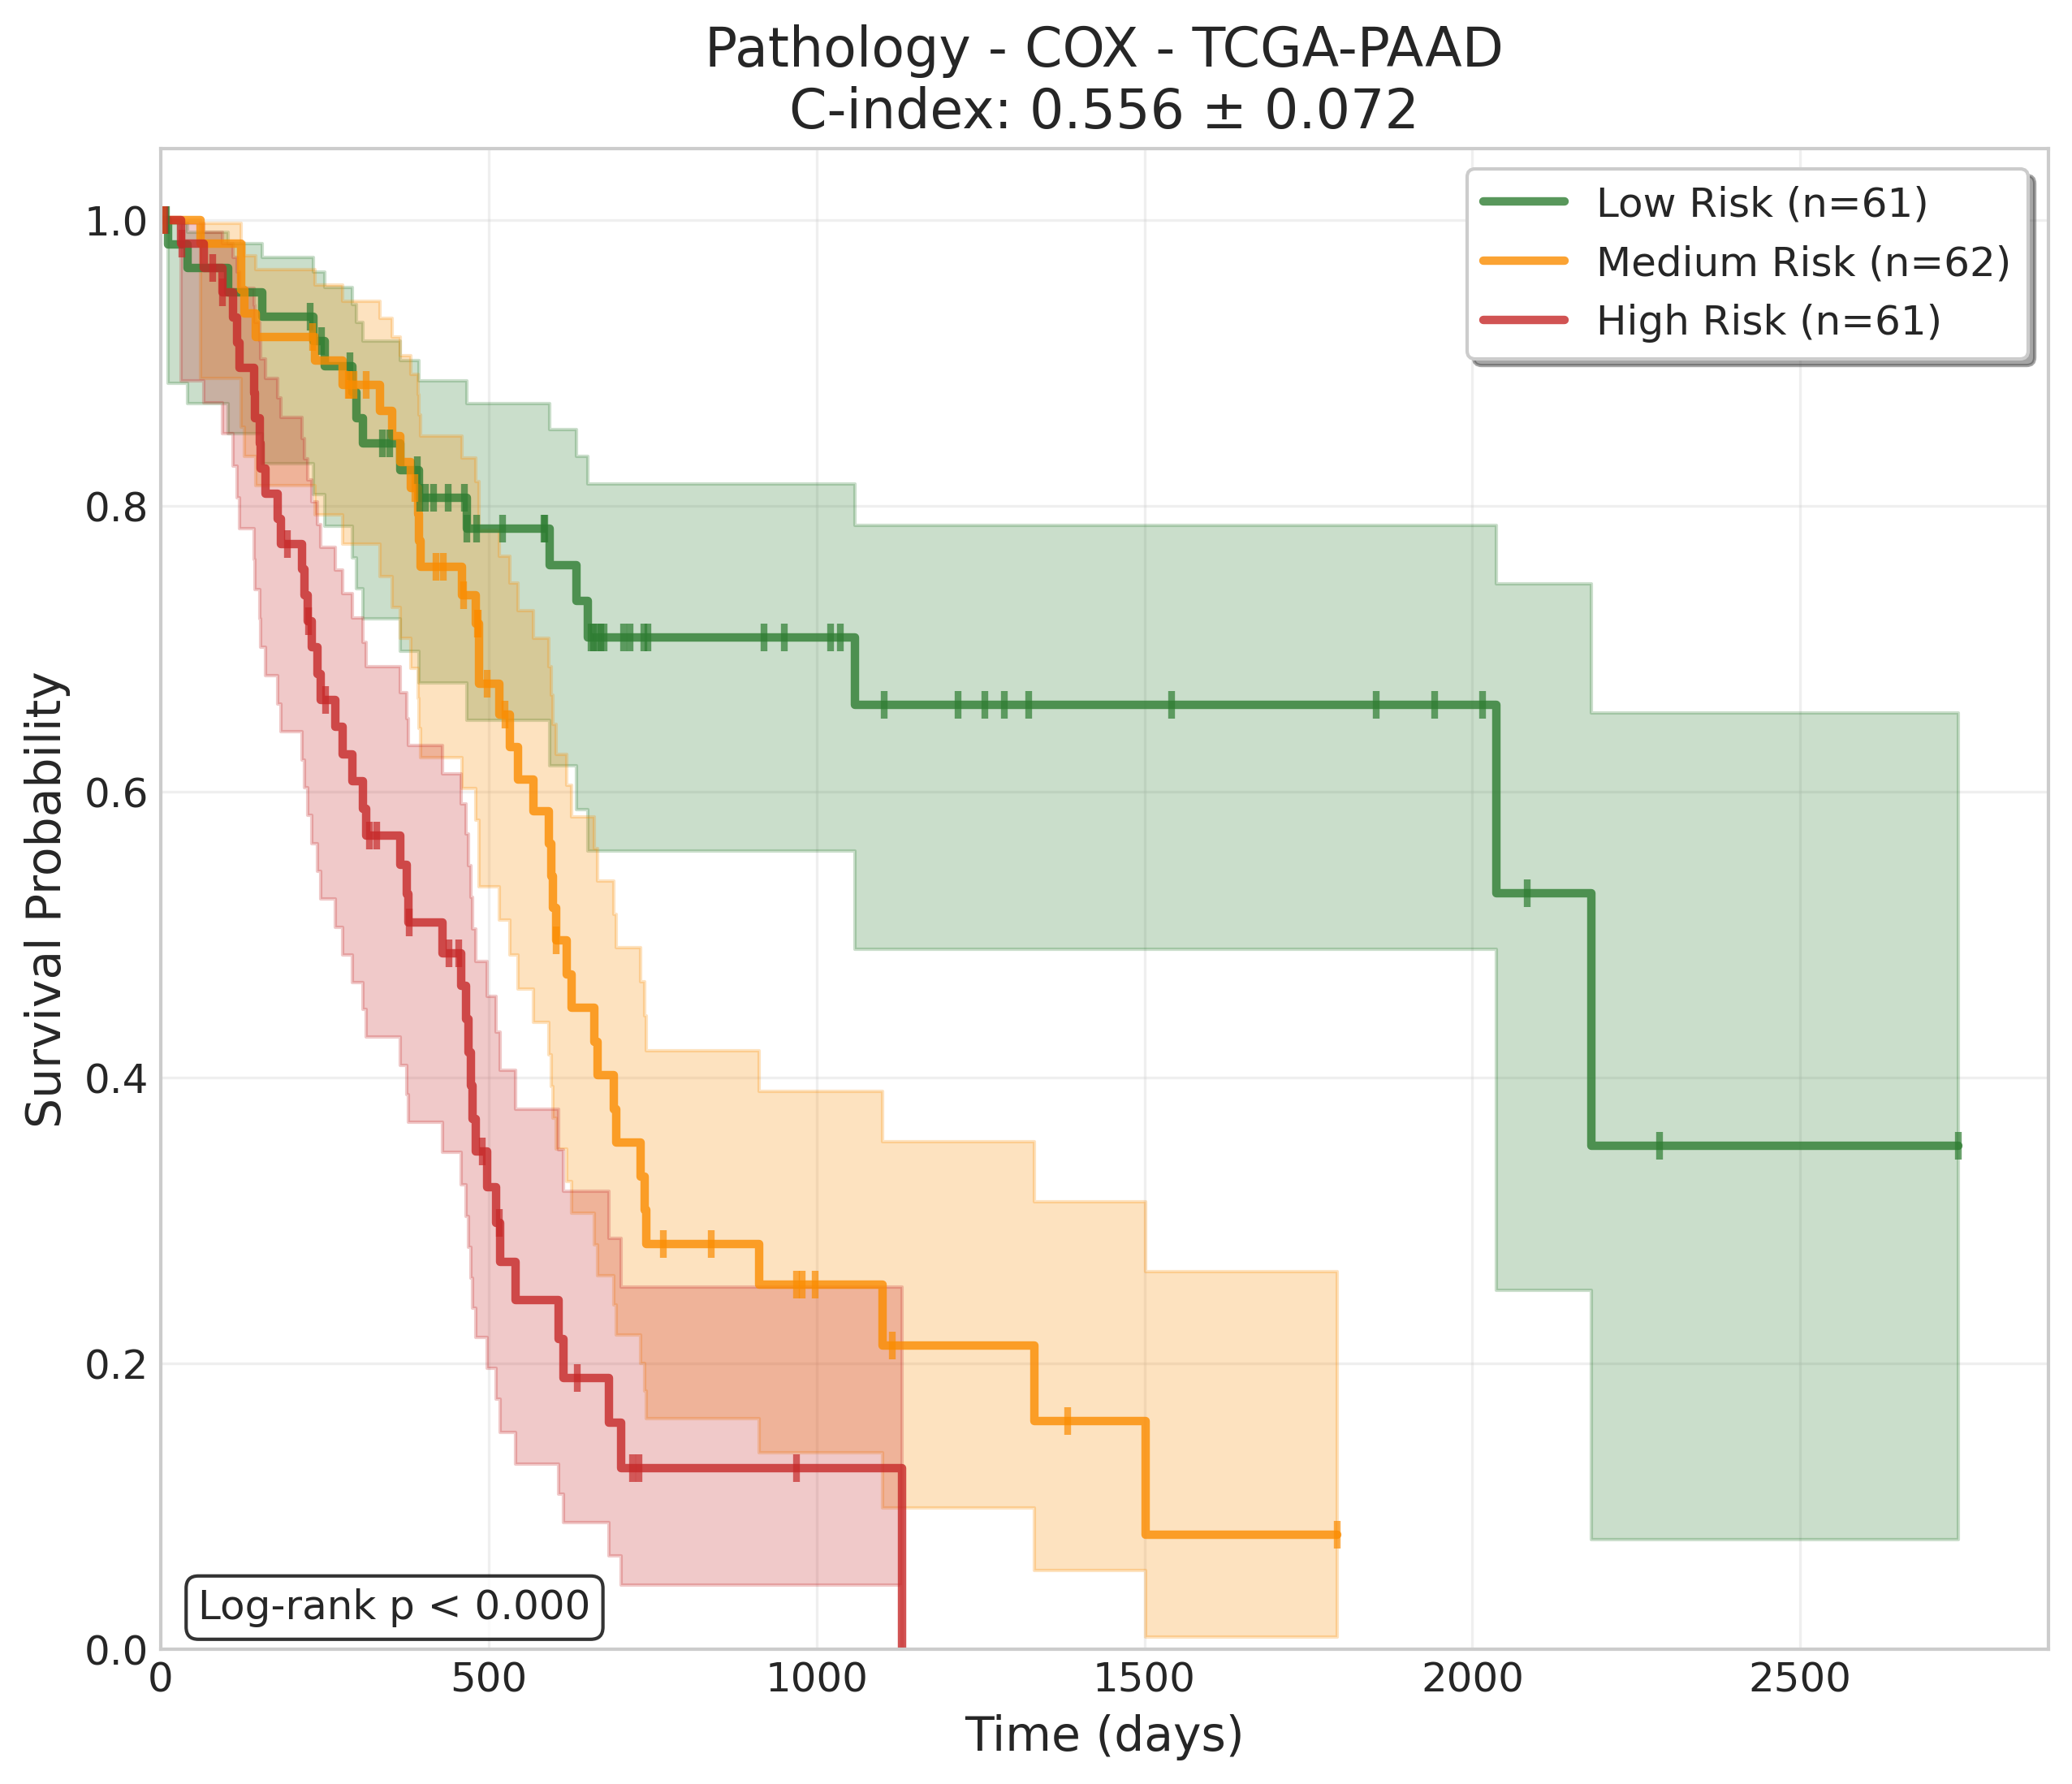 Pathology - COX - TCGA-PAAD
C-index: 0.556 ± 0.072
Low Risk (n=61)
Medium Risk (n=62)
High Risk (n=61)
Survival Probability
1.0
0.8
0.6
0.4
0.2
0.0
Log-rank p < 0.000
0
500
1000
1500
2000
2500
Time (days)